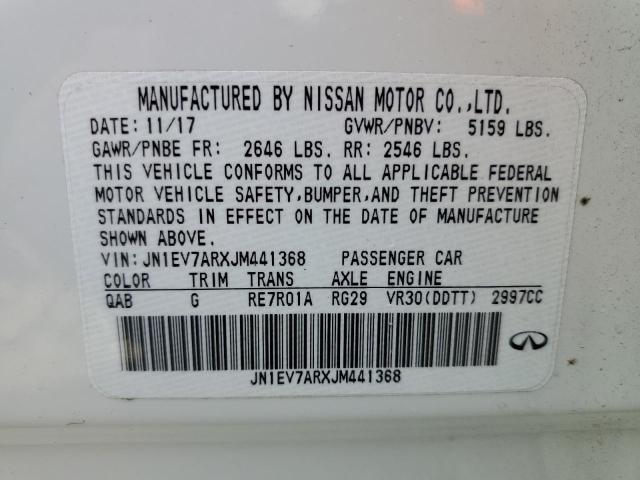 MANUFACTURED BY NISSAN MOTOR CO.,LTD.
DATE: 11/17 GVWR/PNBV: 5159 LBS.
GAWR/PNBE FR: 2646 LBS. RR: 2546 LBS.
THIS VEHICLE CONFORMS TO ALL APPLICABLE FEDERAL
MOTOR VEHICLE SAFETY,BUMPER,AND THEFT PREVENTION
STANDARDS IN EFFECT ON THE DATE OF MANUFACTURE
SHOWN ABOVE.
VIN: JN1EV7ARXJM441368 PASSENGER CAR
COLOR TRIM TRANS AXLE ENGINE
QAB G RE7R01A RG29 VR30(DDTT) 2997CC
JN1EV7ARXJM441368